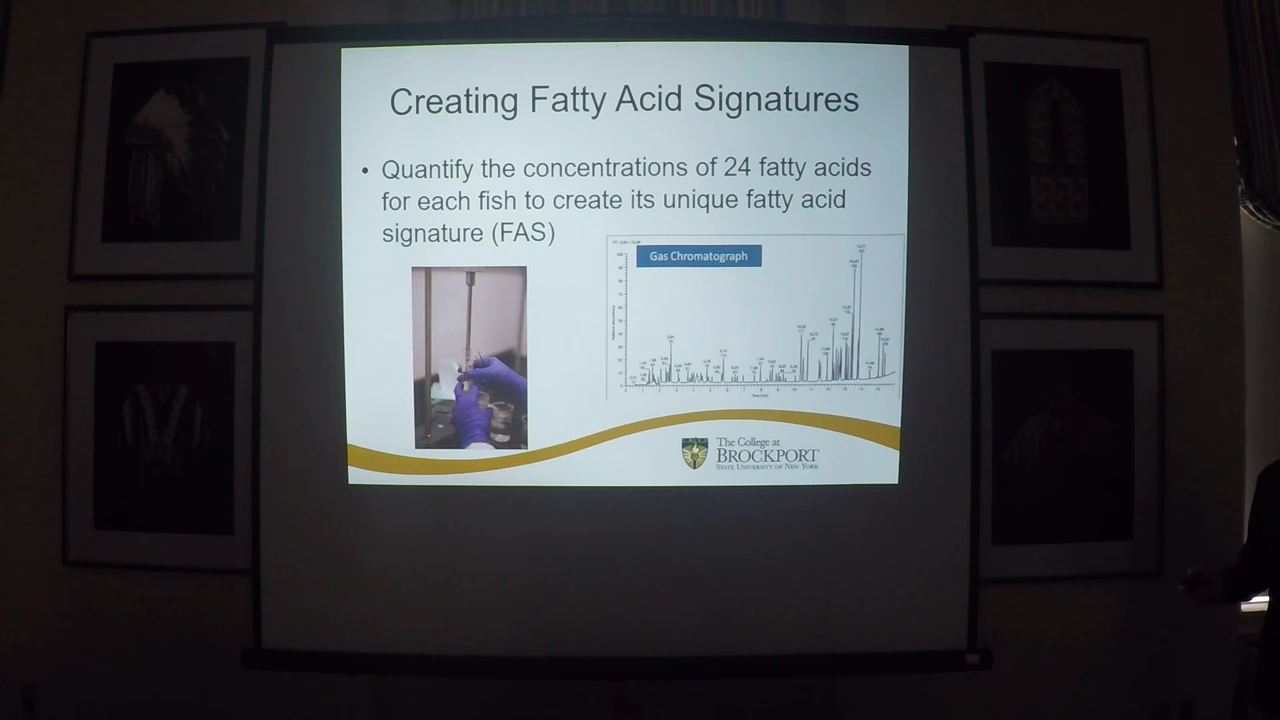 Creating Fatty Acid Signatures
• Quantify the concentrations of 24 fatty acids
for each fish to create its unique fatty acid
signature (FAS)
Gas Chromatograph
The College at
BROCKPORT
STATE UNIVERSITY OF NEW YORK